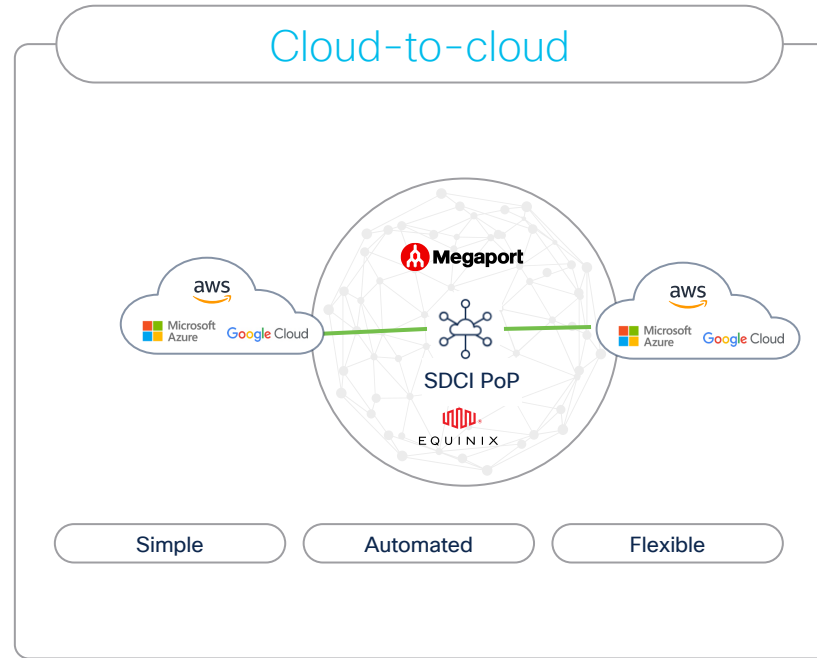 Cloud-to-cloud
Megaport
aws
Microsoft
Azure
Google Cloud
SDCI PoP
EQUINIX
aws
Microsoft
Azure
Google Cloud
Simple
Automated
Flexible